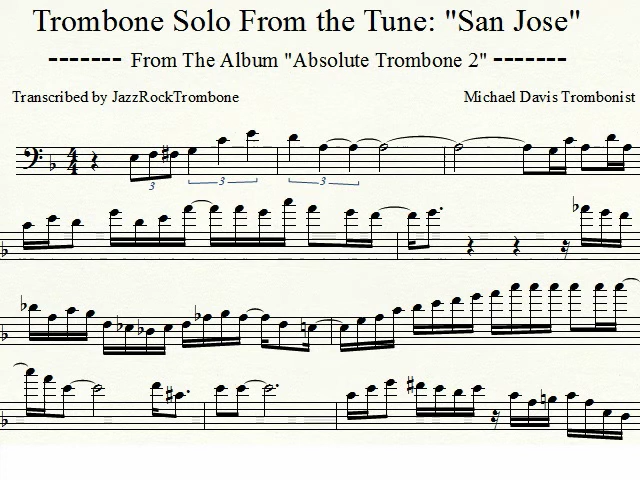 Trombone Solo From the Tune: "San Jose"
------- From The Album "Absolute Trombone 2" -------
Transcribed by JazzRockTrombone
Michael Davis Trombonist
4
4
3
3
3